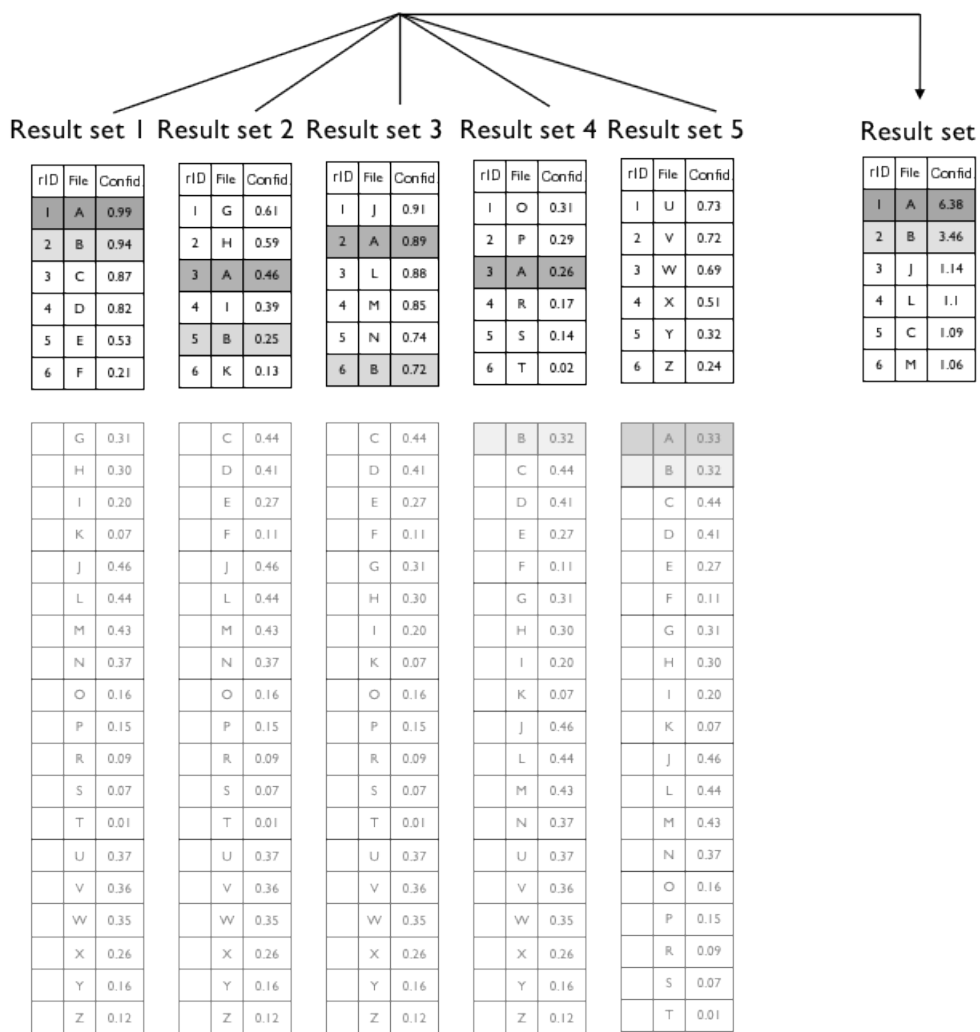 Result set 1 Result set 2 Result set 3 Result set 4 Result set 5 Result set
rID File Confid. rID File Confid. rID File Confid. rID File Confid. rID File Confid. rID File Confid.
1 A 0.99 1 G 0.61 1 J 0.91 1 O 0.31 1 U 0.73 1 A 6.38
2 B 0.94 2 H 0.59 2 A 0.89 2 P 0.29 2 V 0.72 2 B 3.46
3 C 0.87 3 A 0.46 3 L 0.88 3 A 0.26 3 W 0.69 3 J 1.14
4 D 0.82 4 I 0.39 4 M 0.85 4 R 0.17 4 X 0.51 4 L 1.1
5 E 0.53 5 B 0.25 5 N 0.74 5 S 0.14 5 Y 0.32 5 C 1.09
6 F 0.21 6 K 0.13 6 B 0.72 6 T 0.02 6 Z 0.24 6 M 1.06
G 0.31 C 0.44 C 0.44 B 0.32 A 0.33
H 0.30 D 0.41 D 0.41 C 0.44 B 0.32
I 0.20 E 0.27 E 0.27 D 0.41 C 0.44
K 0.07 F 0.11 F 0.11 E 0.27 D 0.41
J 0.46 J 0.46 G 0.31 F 0.11 E 0.27
L 0.44 L 0.44 H 0.30 G 0.31 F 0.11
M 0.43 M 0.43 I 0.20 H 0.30 G 0.31
N 0.37 N 0.37 K 0.07 I 0.20 H 0.30
O 0.16 O 0.16 O 0.16 K 0.07 I 0.20
P 0.15 P 0.15 P 0.15 J 0.46 K 0.07
R 0.09 R 0.09 R 0.09 L 0.44 J 0.46
S 0.07 S 0.07 S 0.07 M 0.43 L 0.44
T 0.01 T 0.01 T 0.01 N 0.37 M 0.43
U 0.37 U 0.37 U 0.37 U 0.37 N 0.37
V 0.36 V 0.36 V 0.36 V 0.36 O 0.16
W 0.35 W 0.35 W 0.35 W 0.35 P 0.15
X 0.26 X 0.26 X 0.26 X 0.26 R 0.09
Y 0.16 Y 0.16 Y 0.16 Y 0.16 S 0.07
Z 0.12 Z 0.12 Z 0.12 Z 0.12 T 0.01